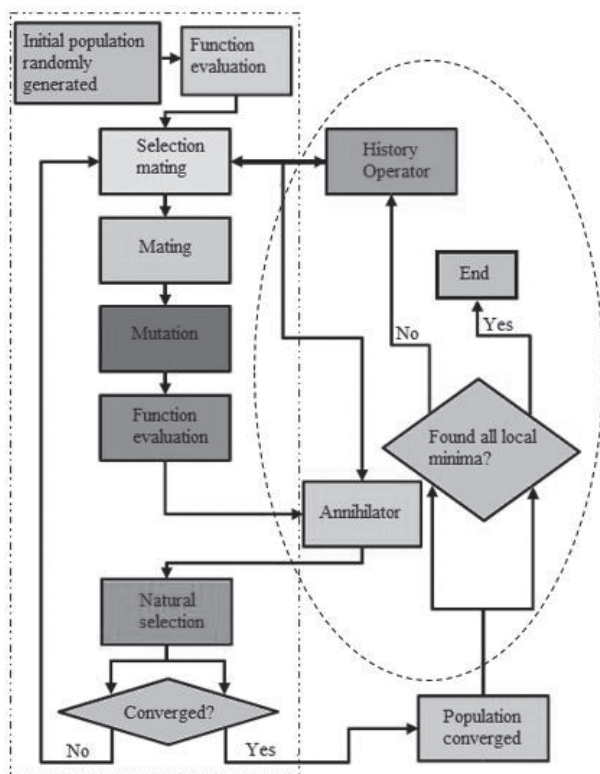 Initial population
randomly
generated
Function
evaluation
Selection
mating
History
Operator
Mating
End
No
Yes
Mutation
Function
evaluation
Found all local
minima?
Annihilator
Natural
selection
Converged?
Population
converged
No
Yes